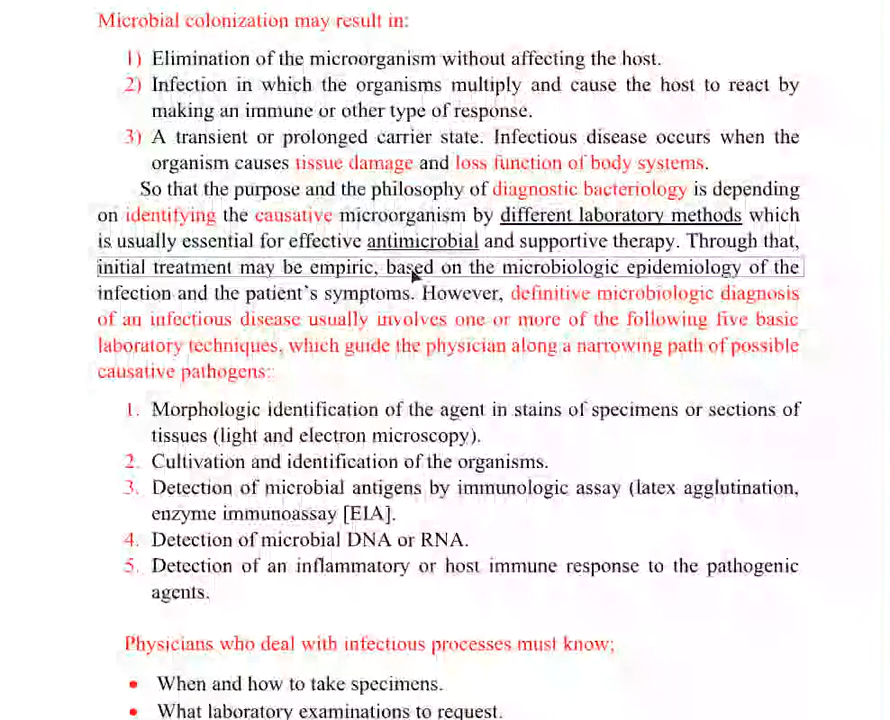 Microbial colonization may result in:
1) Elimination of the microorganism without affecting the host.
2) Infection in which the organisms multiply and cause the host to react by
making an immune or other type of response.
3) A transient or prolonged carrier state. Infectious disease occurs when the
organism causes tissue damage and loss function of body systems.
So that the purpose and the philosophy of diagnostic bacteriology is depending
on identifying the causative microorganism by different laboratory methods which
is usually essential for effective antimicrobial and supportive therapy. Through that,
initial treatment may be empiric, based on the microbiologic epidemiology of the
infection and the patient's symptoms. However, definitive microbiologic diagnosis
of an infectious disease usually involves one or more of the following five basic
laboratory techniques, which guide the physician along a narrowing path of possible
causative pathogens:
1. Morphologic identification of the agent in stains of specimens or sections of
tissues (light and electron microscopy).
2. Cultivation and identification of the organisms.
3. Detection of microbial antigens by immunologic assay (latex agglutination,
enzyme immunoassay [EIA].
4. Detection of microbial DNA or RNA.
5. Detection of an inflammatory or host immune response to the pathogenic
agents.
Physicians who deal with infectious processes must know;
• When and how to take specimens.
• What laboratory examinations to request.